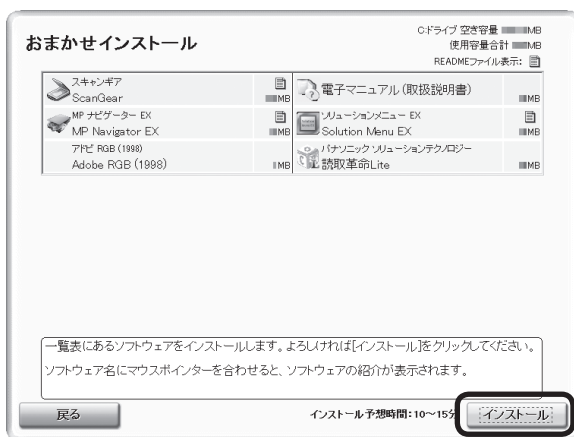 おまかせインストール
Cドライブ 空き容量 MB
使用容量合計 MB
READMEファイル表示：
スキャンギア
ScanGear
MB
電子マニュアル（取扱説明書）
MB
MP ナビゲーター EX
MP Navigator EX
MB
ソリューションメニュー EX
Solution Menu EX
MB
アドビ RGB (1998)
Adobe RGB (1998)
MB
パナソニック ソリューションテクノロジー
読取革命Lite
MB
一覧表にあるソフトウェアをインストールします。よろしければ[インストール]をクリックしてください。
ソフトウェア名にマウスポインターを合わせると、ソフトウェアの紹介が表示されます。
戻る
インストール予想時間：10～15分
インストール